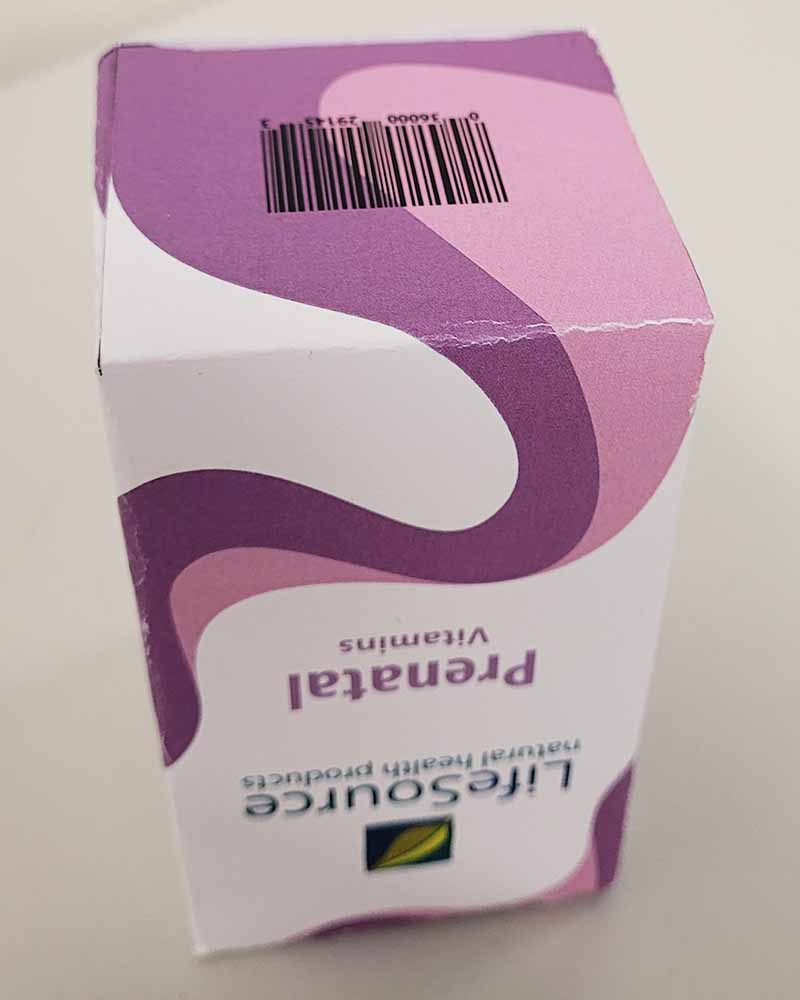 LifeSource
natural health products
Prenatal
Vitamins
0 36000 29145 3